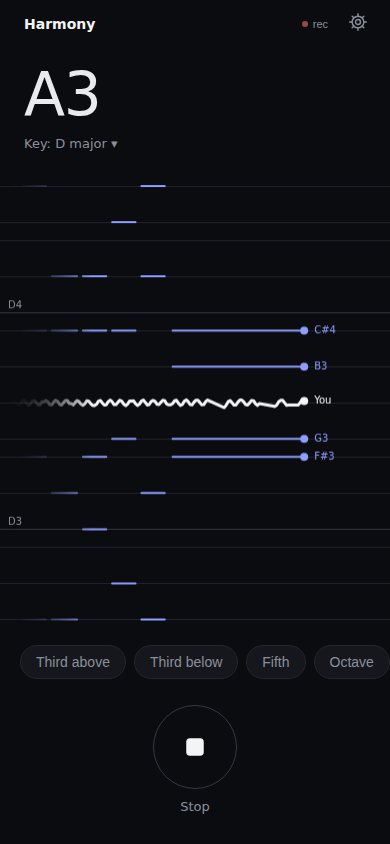 Harmony
rec
A3
Key: D major ▾
D4
C#4
B3
You
G3
F#3
D3
Third above
Third below
Fifth
Octave
Stop